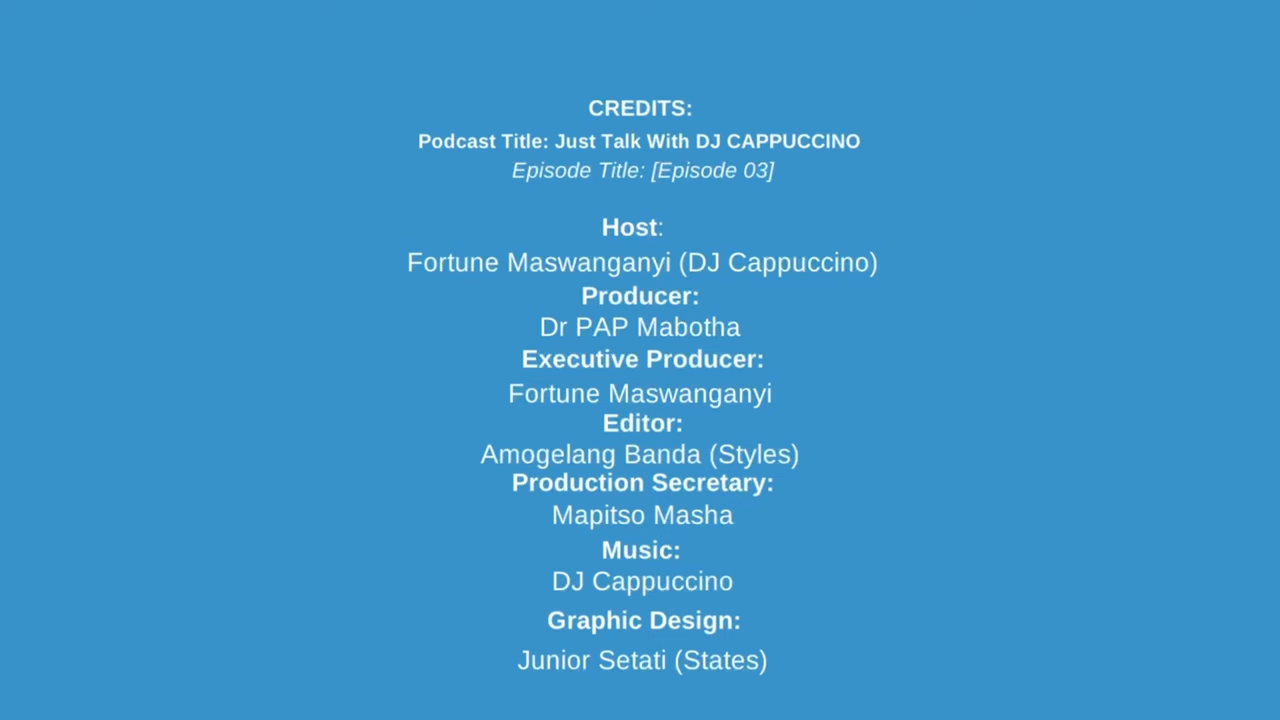 CREDITS:
Podcast Title: Just Talk With DJ CAPPUCCINO
Episode Title: [Episode 03]
Host:
Fortune Maswanganyi (DJ Cappuccino)
Producer:
Dr PAP Mabotha
Executive Producer:
Fortune Maswanganyi
Editor:
Amogelang Banda (Styles)
Production Secretary:
Mapitso Masha
Music:
DJ Cappuccino
Graphic Design:
Junior Setati (States)